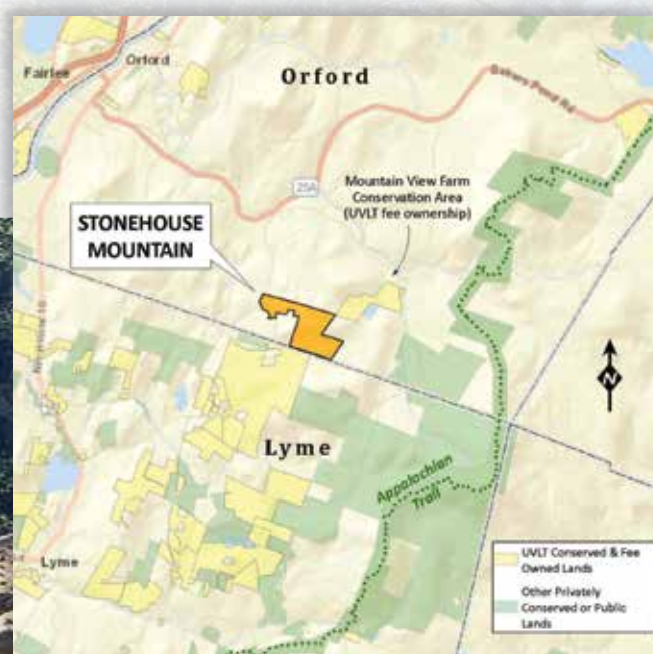 Fairlee
Orford
Orford
Bakers Pond Rd
25A
Mountain View Farm
Conservation Area
(UVLT fee ownership)
STONEHOUSE
MOUNTAIN
N
Lyme
Appalachian
Trail
Lyme
UVLT Conserved & Fee
Owned Lands
Other Privately
Conserved or Public
Lands